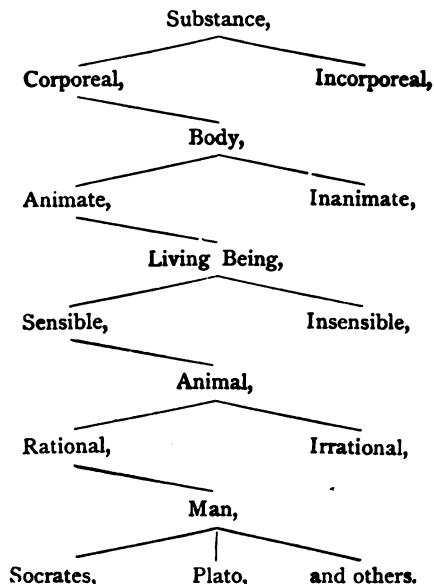 Substance,
Corporeal, Incorporeal,
Body,
Animate, Inanimate,
Living Being,
Sensible, Insensible,
Animal,
Rational, Irrational,
Man,
Socrates, Plato, and others.